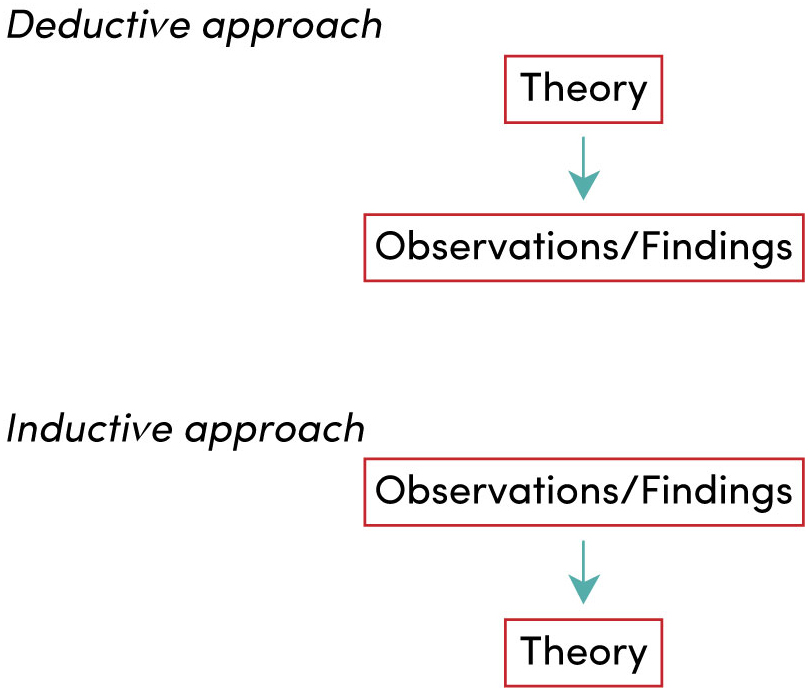 Deductive approach
Theory
Observations/Findings
Inductive approach
Observations/Findings
Theory